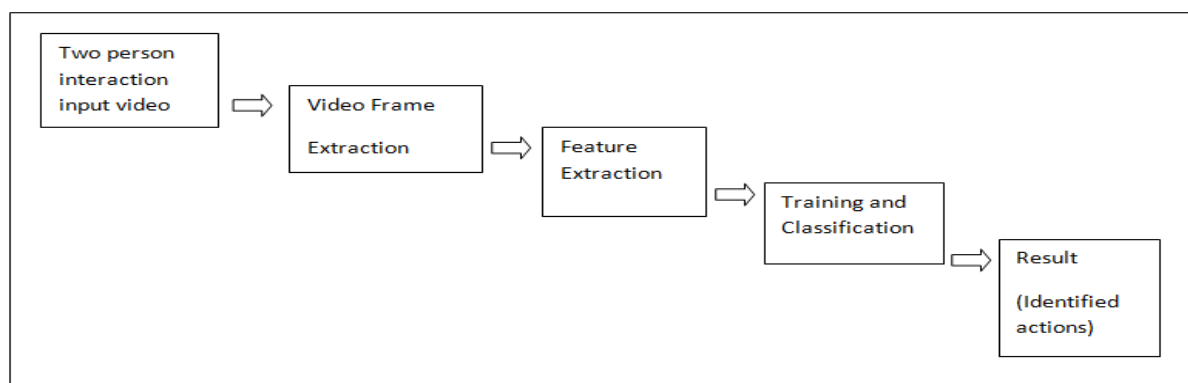 Two person
interaction
input video
Video Frame
Extraction
Feature
Extraction
Training and
Classification
Result
(Identified
actions)